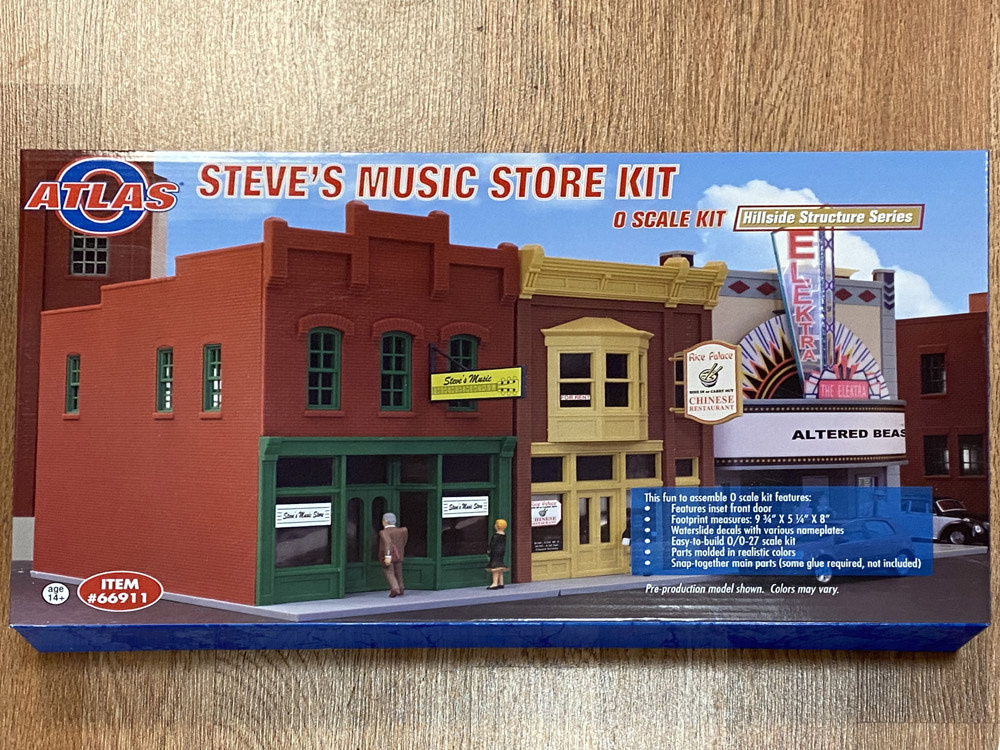 ATLAS
STEVE'S MUSIC STORE KIT
O SCALE KIT
Hillside Structure Series
ELEKTRA
THE ELEKTRA
ALTERED BEAS
Steve's Music
Rice Palace
CHINESE
RESTAURANT
FOR RENT
Steve's Music Store
Steve's Music Store
Rice Palace
CHINESE
This fun to assemble O scale kit features:
• Features inset front door
• Footprint measures: 9 ¾" X 5 ¼" X 8"
• Waterslide decals with various nameplates
• Easy-to-build O/O-27 scale kit
• Parts molded in realistic colors
• Snap-together main parts (some glue required, not included)
Pre-production model shown. Colors may vary.
age
14+
ITEM
#66911